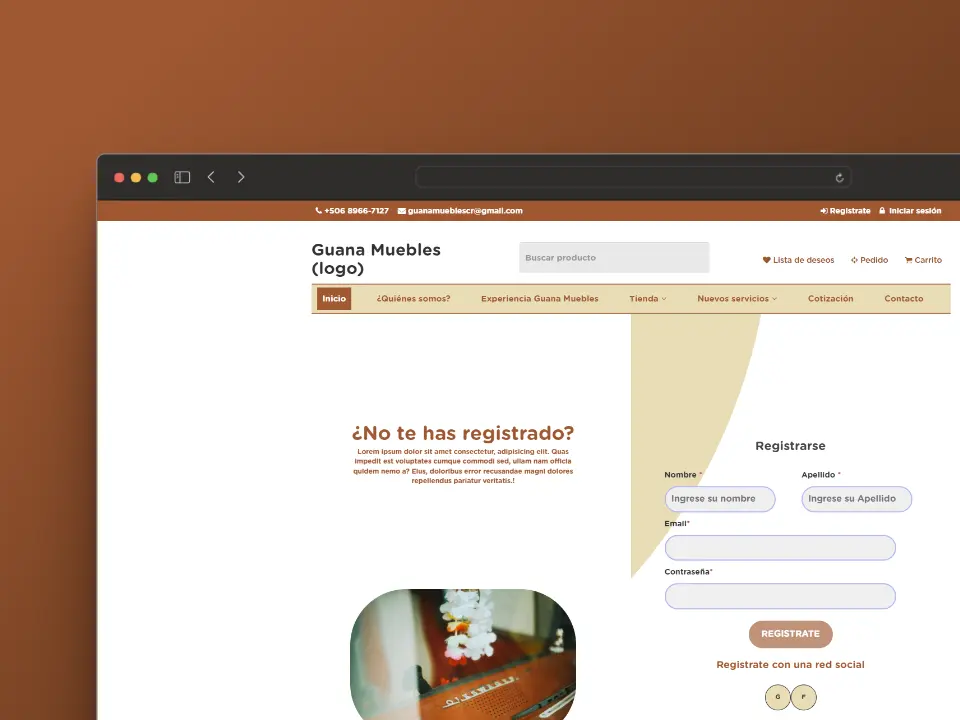 +506 8966-7127 guanamueblescr@gmail.com Registrate Iniciar sesión
Guana Muebles
(logo)
Buscar producto
Lista de deseos Pedido Carrito
Inicio ¿Quiénes somos? Experiencia Guana Muebles Tienda Nuevos servicios Cotización Contacto
¿No te has registrado?
Lorem ipsum dolor sit amet consectetur, adipisicing elit. Quas
impedit est voluptates cumque commodi sed, ullam nam officia
quidem nemo a? Eius, doloribus error recusandae magni dolores
repellendus pariatur veritatis.!
Registrarse
Nombre * Apellido *
Ingrese su nombre Ingrese su Apellido
Email*
Contraseña*
REGISTRATE
Registrate con una red social
G F